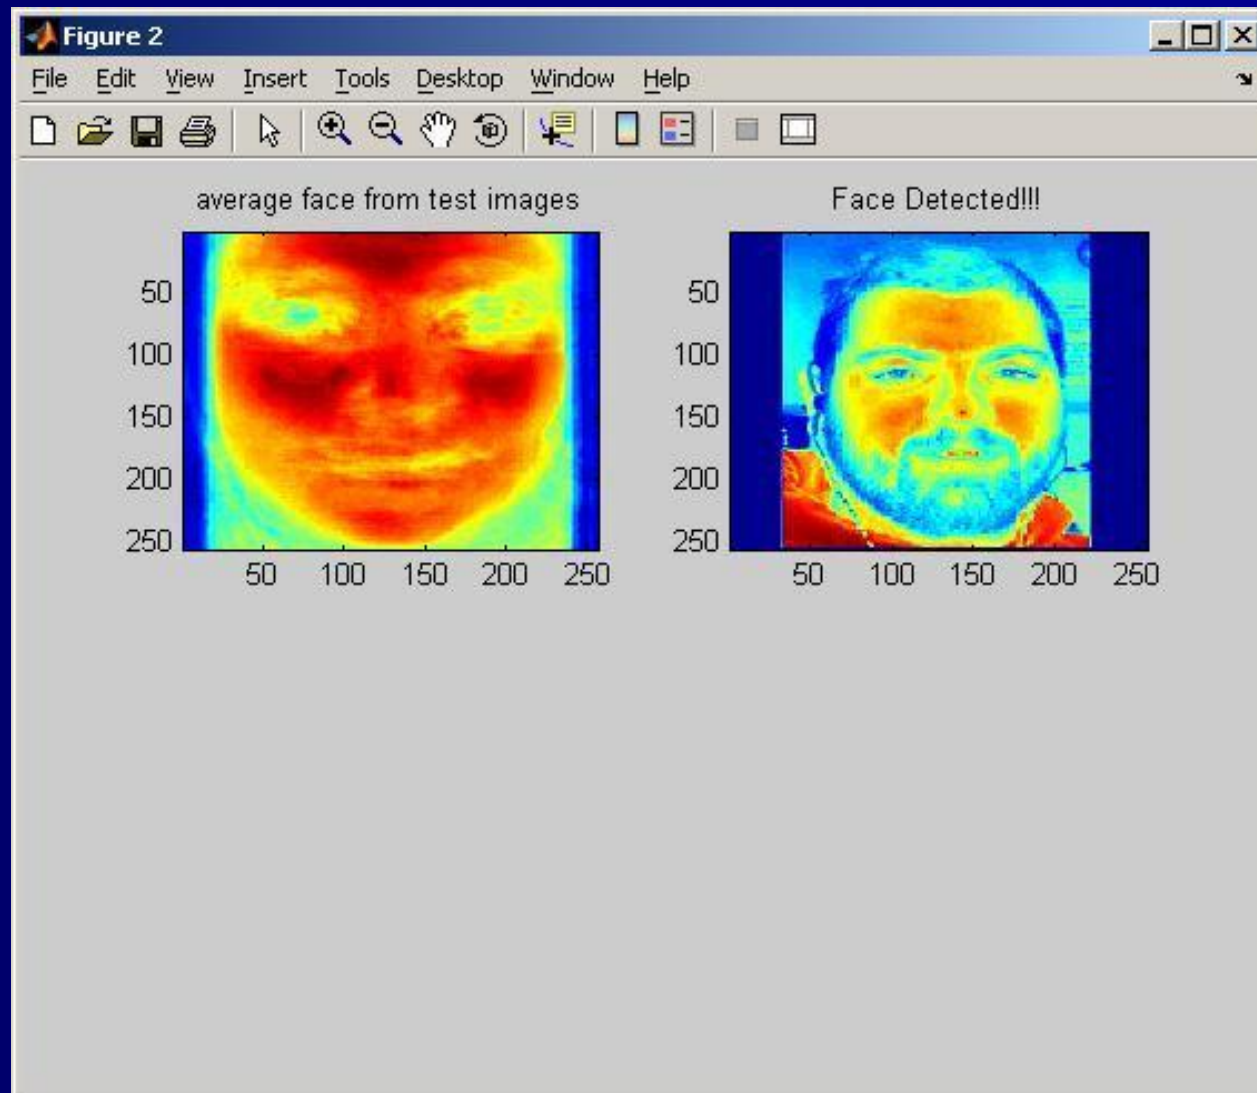 Figure 2
File Edit View Insert Tools Desktop Window Help
average face from test images
50
100
150
200
250
50 100 150 200 250
Face Detected!!!
50
100
150
200
250
50 100 150 200 250